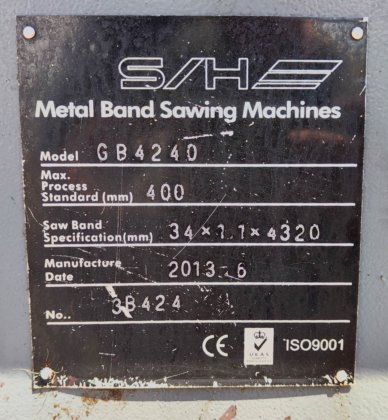 S/H
Metal Band Sawing Machines
Model GB4240
Max.
Process
Standard (mm) 400
Saw Band
Specification(mm) 34×1.1×4320
Manufacture
Date 2013.6
No.. 3B424
CE UKAS ISO9001